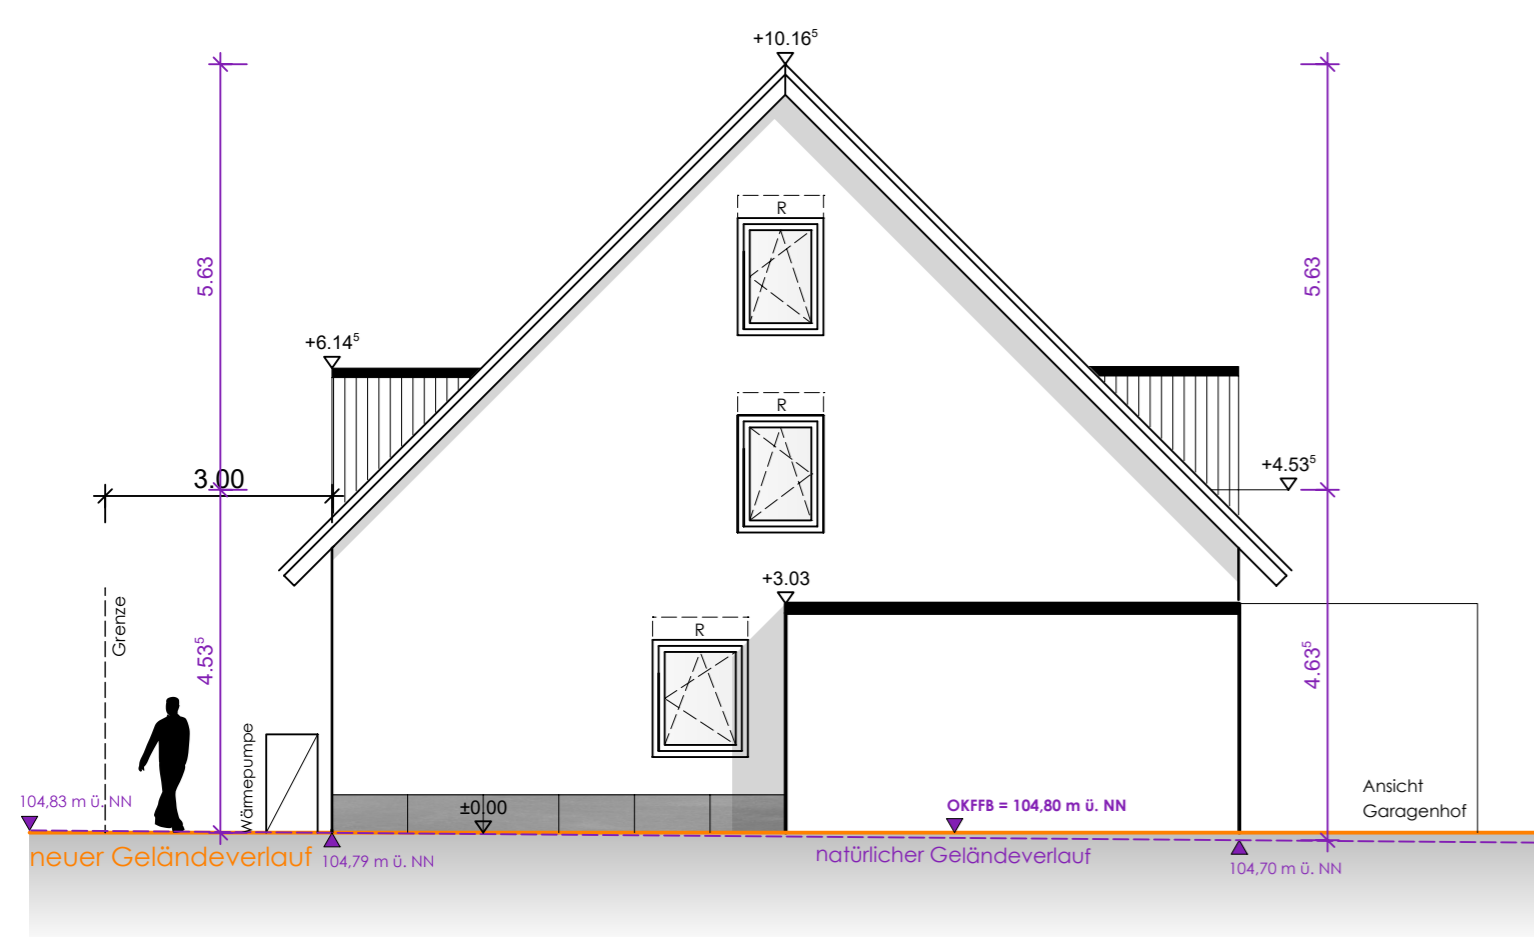 +10.16⁵
5.63
5.63
R
+6.14⁵
R
3.00
+4.53⁵
+3.03
Grenze
R
4.53⁵
4.63⁵
Wärmepumpe
104,83 m ü. NN
±0.00
OKFFB = 104,80 m ü. NN
Ansicht
Garagenhof
neuer Geländeverlauf
104,79 m ü. NN
natürlicher Geländeverlauf
104,70 m ü. NN